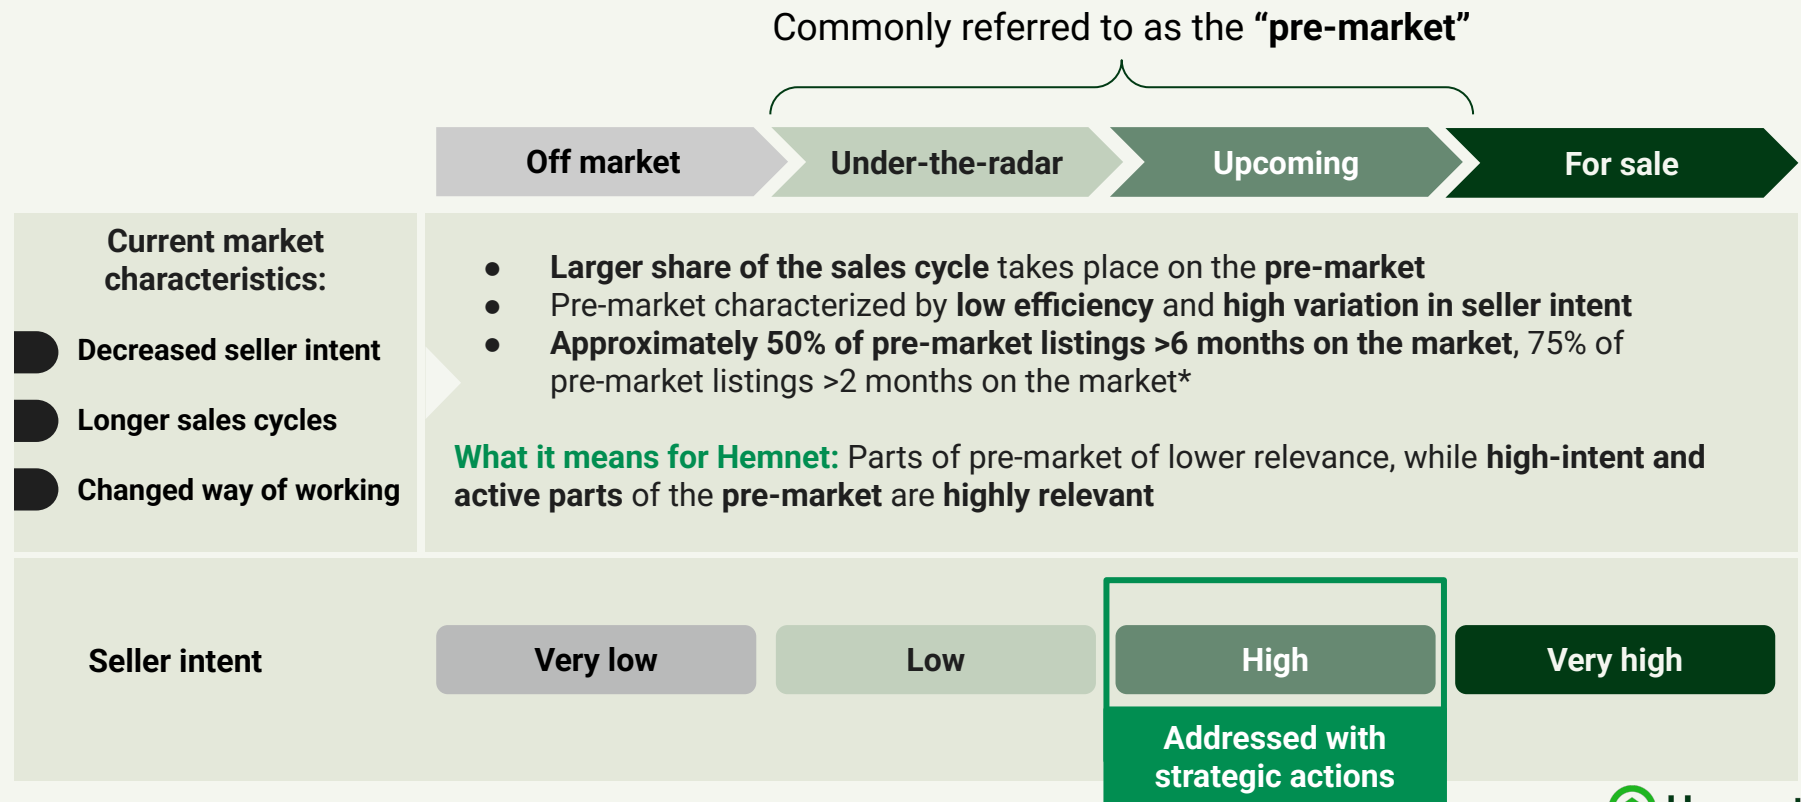 Commonly referred to as the “pre-market”
Off market
Under-the-radar
Upcoming
For sale
Current market
characteristics:
Decreased seller intent
Longer sales cycles
Changed way of working
● Larger share of the sales cycle takes place on the pre-market
● Pre-market characterized by low efficiency and high variation in seller intent
● Approximately 50% of pre-market listings >6 months on the market, 75% of
pre-market listings >2 months on the market*
What it means for Hemnet: Parts of pre-market of lower relevance, while high-intent and
active parts of the pre-market are highly relevant
Seller intent
Very low
Low
High
Very high
Addressed with
strategic actions